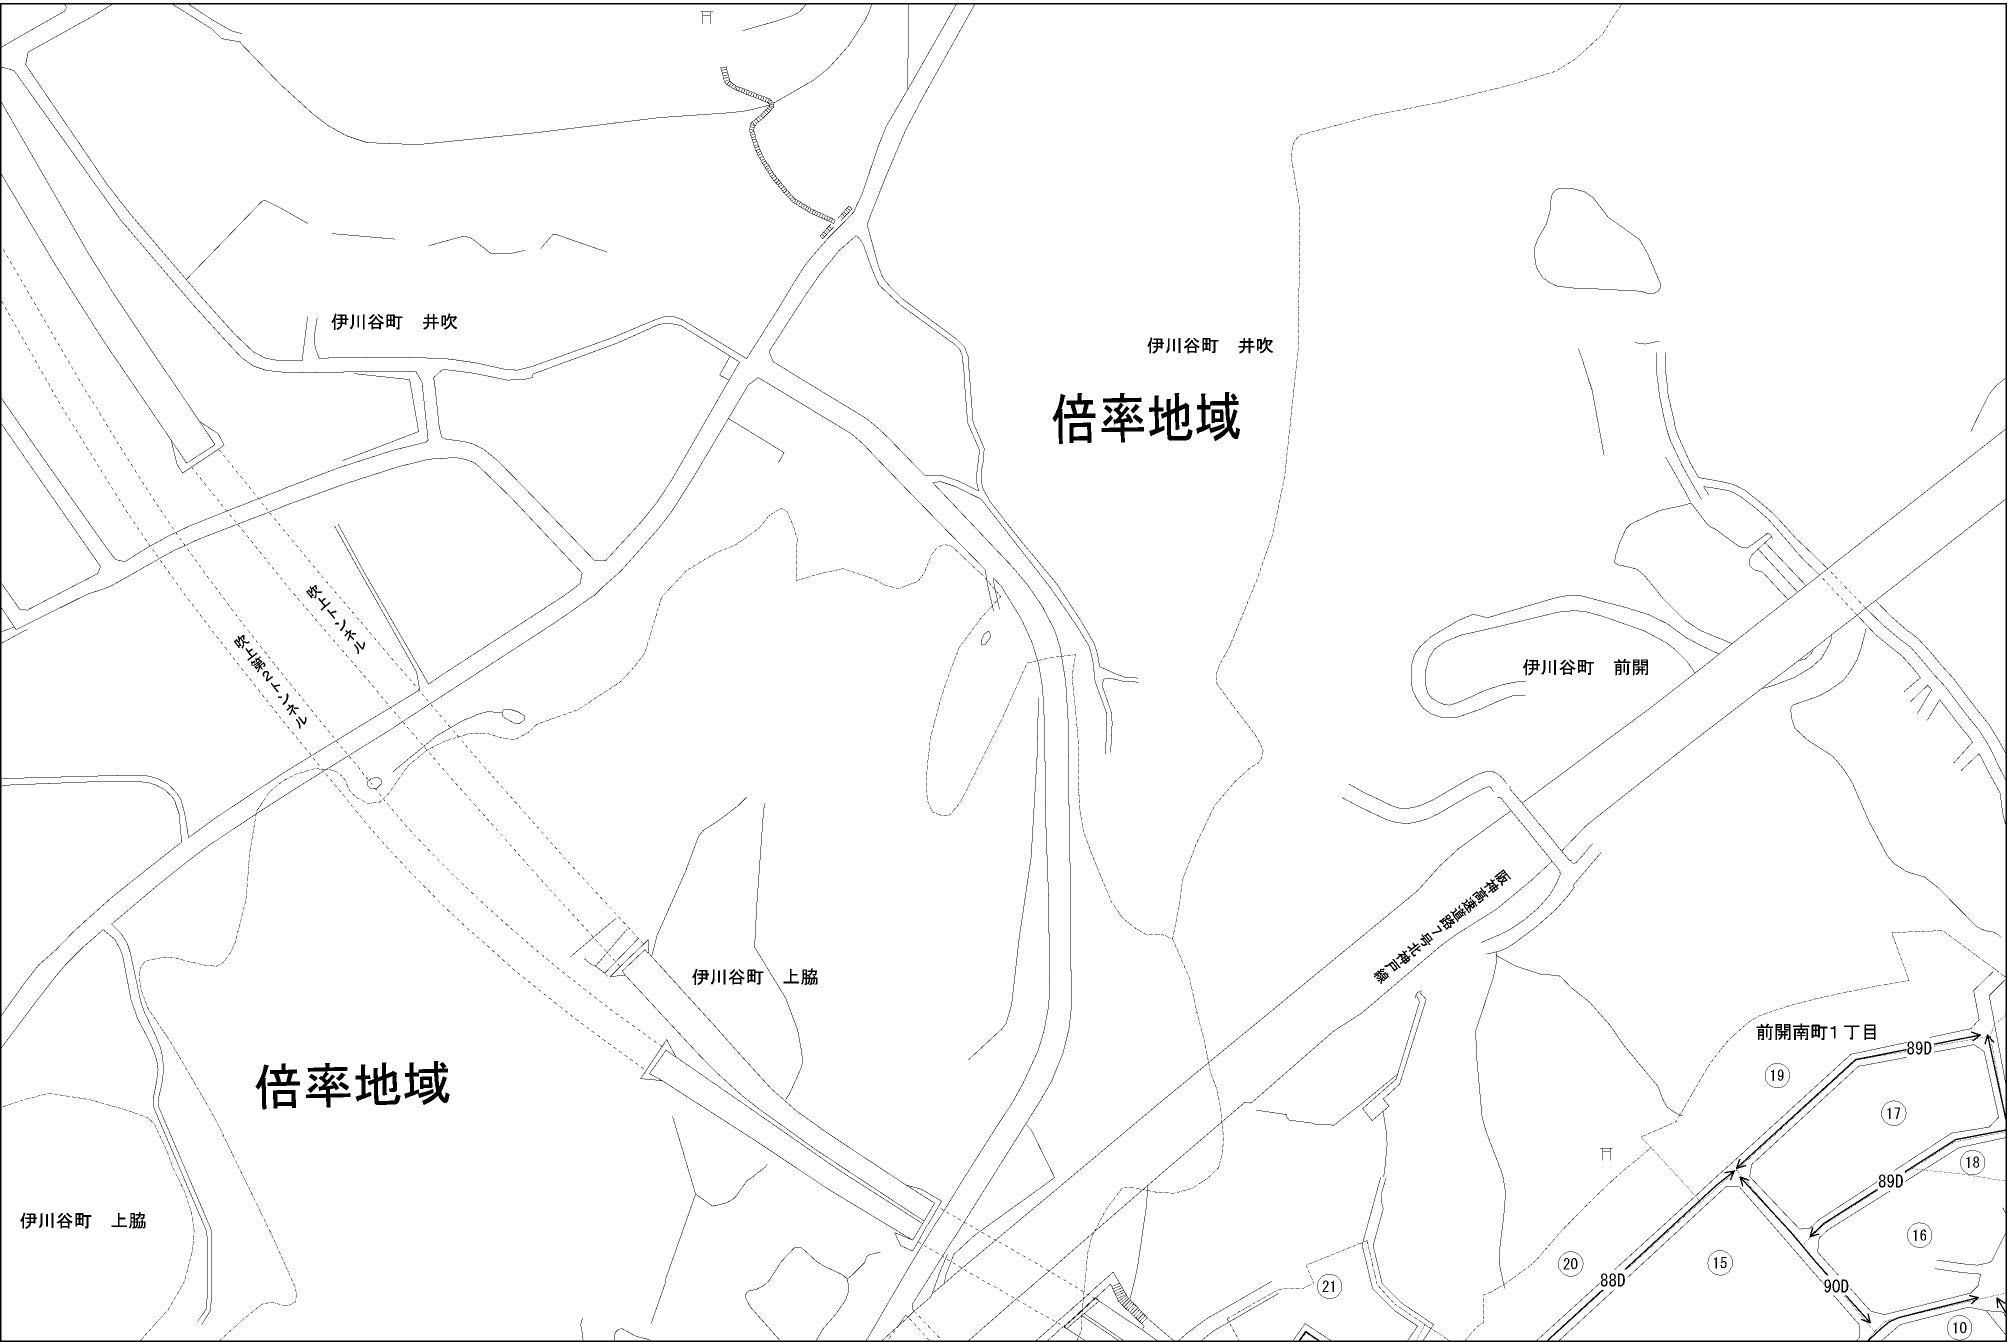 伊川谷町　井吹
伊川谷町　井吹
倍率地域
吹上トンネル
吹上第2トンネル
伊川谷町　前開
阪神高速道路7号北神戸線
伊川谷町　上脇
前開南町1丁目
89D
19
倍率地域
17
18
89D
伊川谷町　上脇
16
20
15
88D
21
90D
10